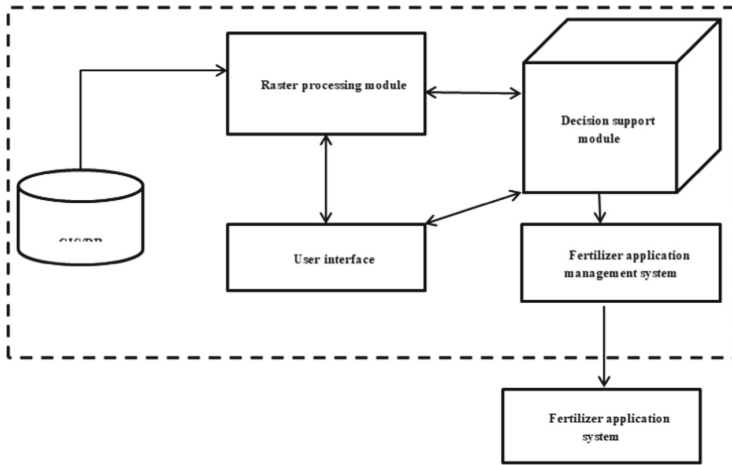 Raster processing module
Decision support
module
User interface
Fertilizer application
management system
Fertilizer application
system